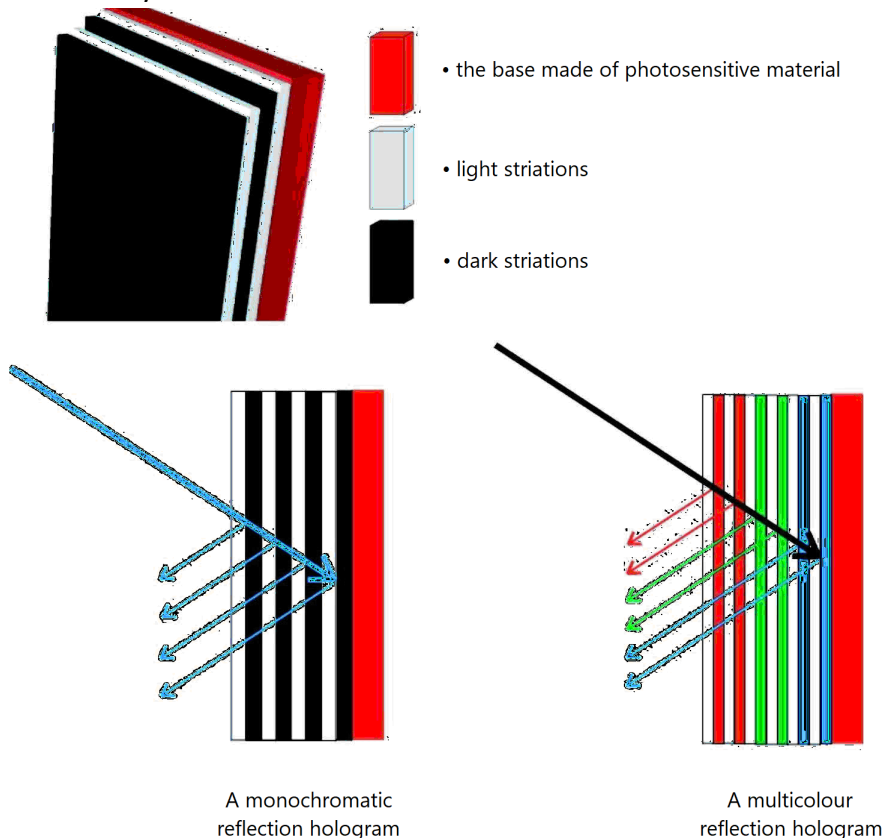 • the base made of photosensitive material
• light striations
• dark striations
A monochromatic
reflection hologram
A multicolour
reflection hologram